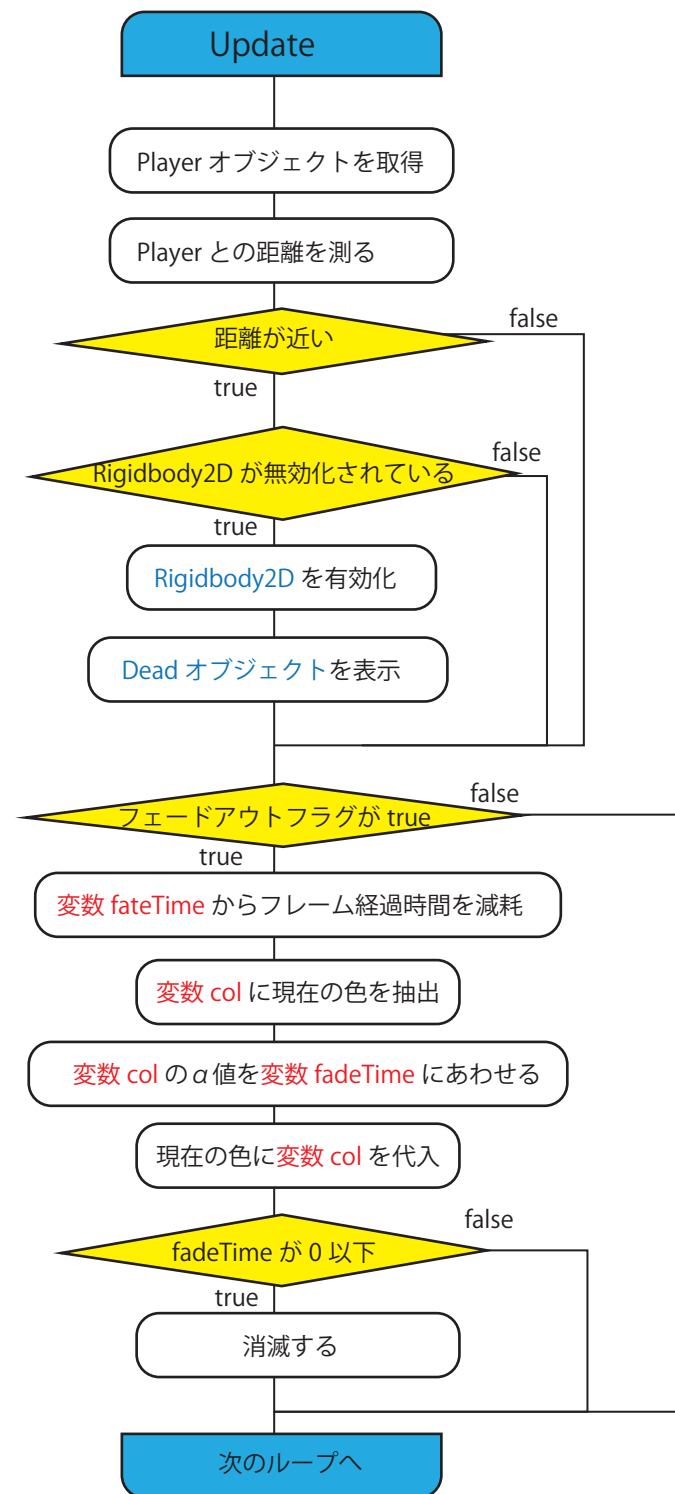 Update
Player オブジェクトを取得
Player との距離を測る
距離が近い
false
true
Rigidbody2D が無効化されている
false
true
Rigidbody2D を有効化
Dead オブジェクトを表示
フェードアウトフラグが true
false
true
変数 fateTime からフレーム経過時間を減耗
変数 col に現在の色を抽出
変数 col のα値を変数 fadeTime にあわせる
現在の色に変数 col を代入
fadeTime が 0 以下
false
true
消滅する
次のループへ